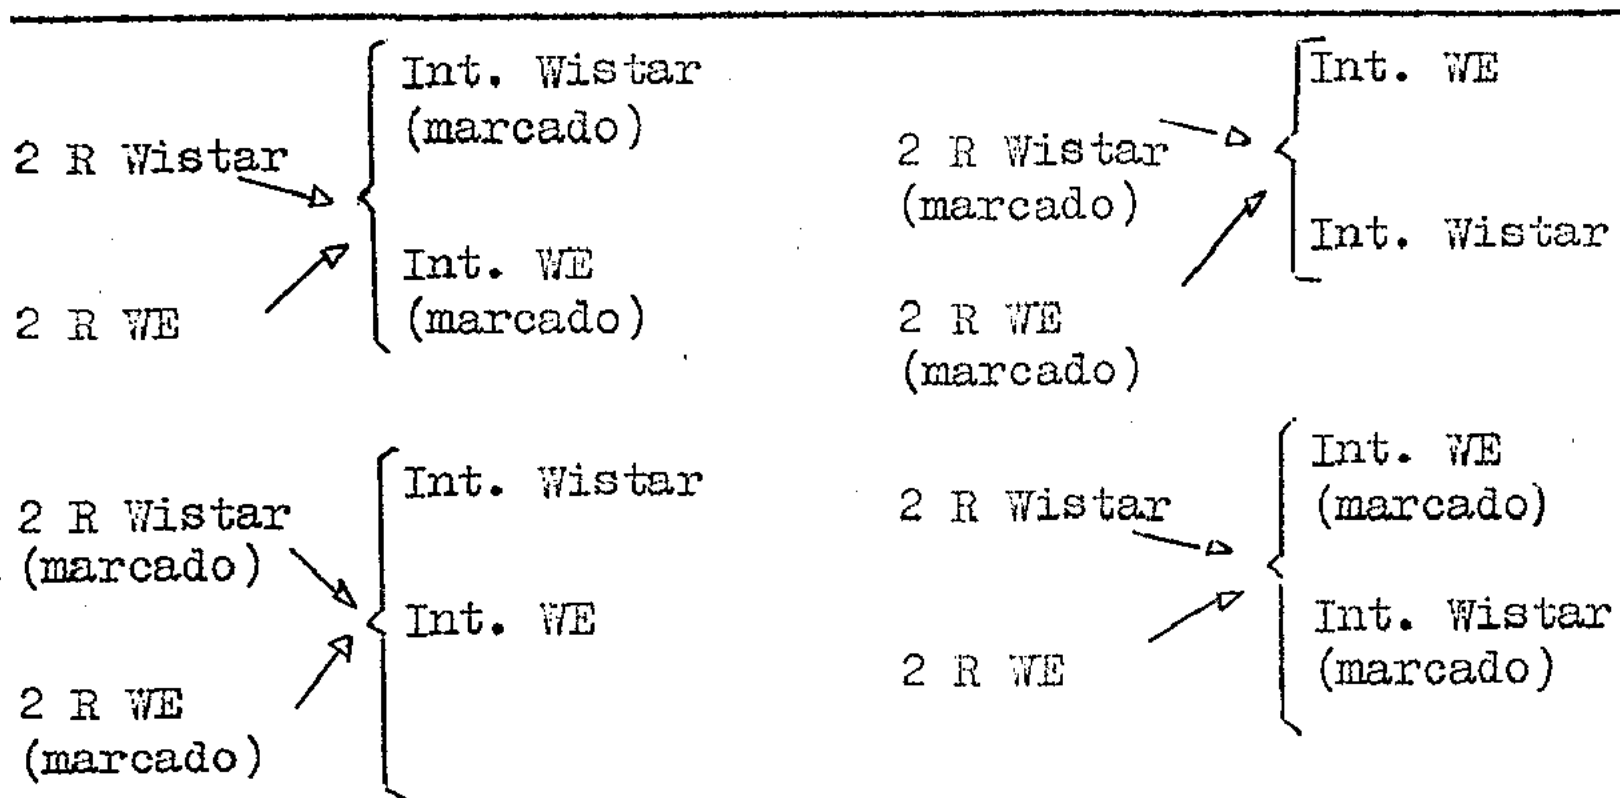 2 R Wistar
2 R WE
Int. Wistar
(marcado)
Int. WE
(marcado)
2 R Wistar
(marcado)
2 R WE
(marcado)
Int. WE
Int. Wistar
2 R Wistar
(marcado)
2 R WE
(marcado)
Int. Wistar
Int. WE
2 R Wistar
2 R WE
Int. WE
(marcado)
Int. Wistar
(marcado)